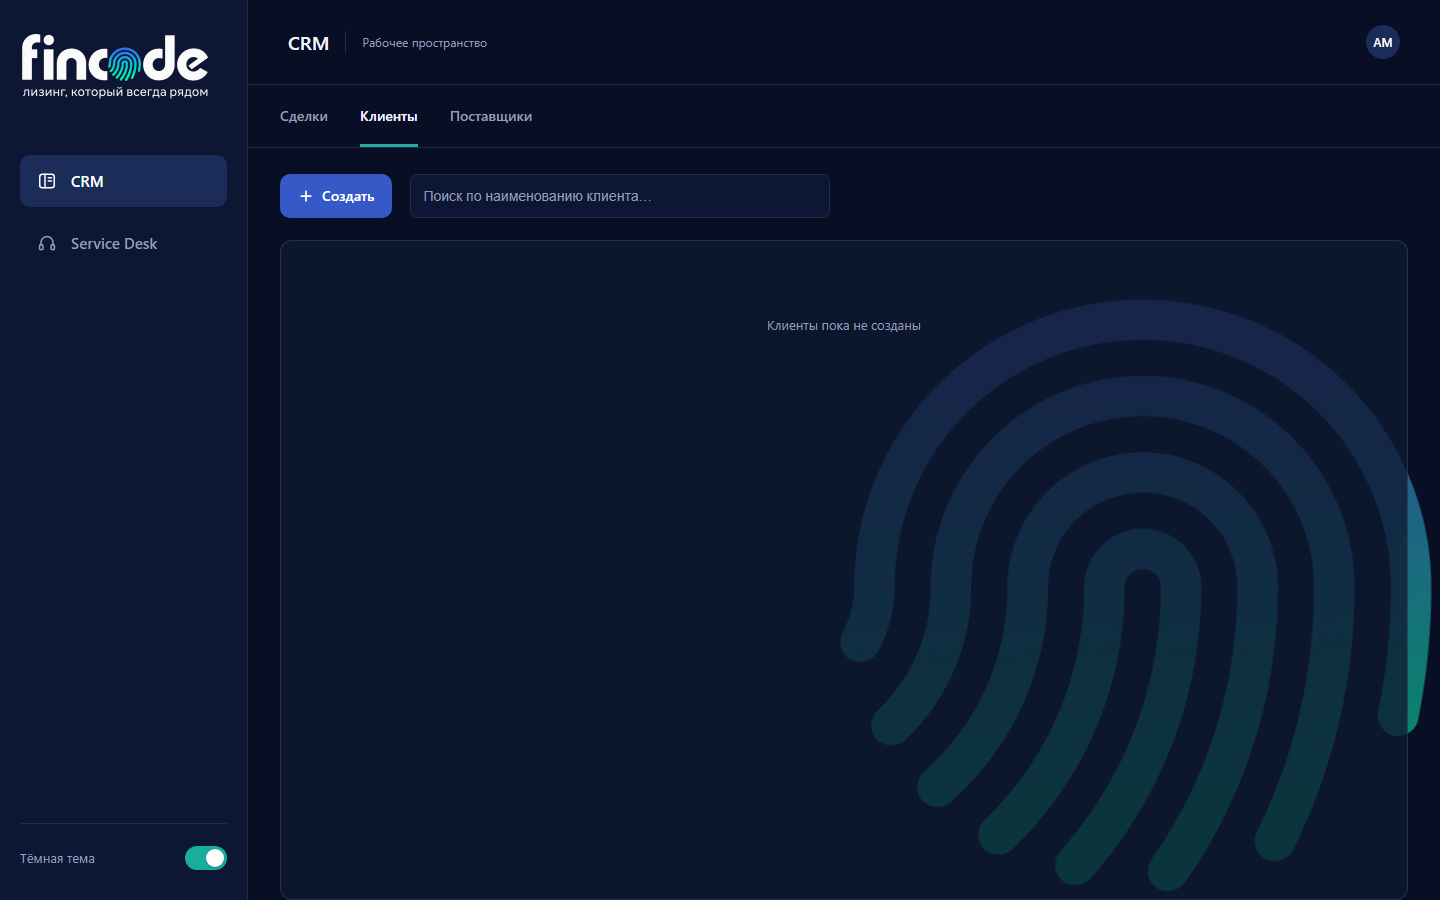 fincode
лизинг, который всегда рядом
CRM
Рабочее пространство
AM
Сделки
Клиенты
Поставщики
CRM
Service Desk
Создать
Поиск по наименованию клиента...
Клиенты пока не созданы
Тёмная тема